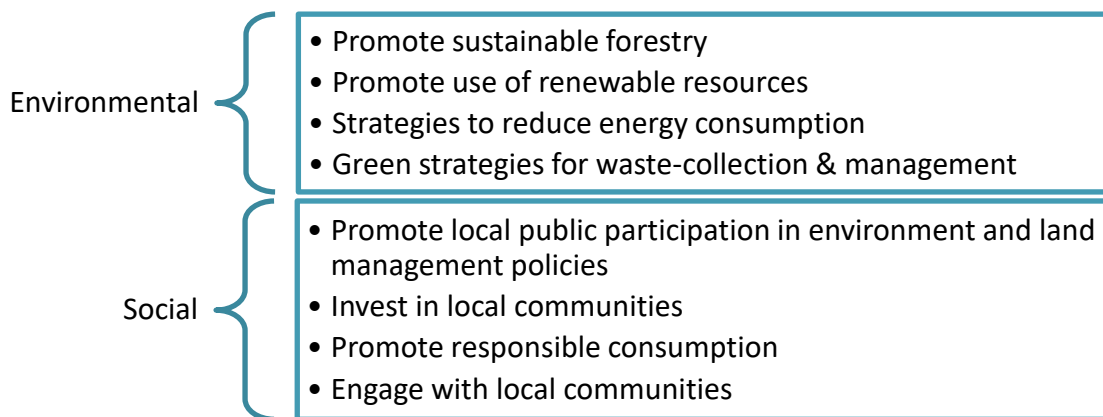 Environmental
• Promote sustainable forestry
• Promote use of renewable resources
• Strategies to reduce energy consumption
• Green strategies for waste-collection & management
Social
• Promote local public participation in environment and land
management policies
• Invest in local communities
• Promote responsible consumption
• Engage with local communities